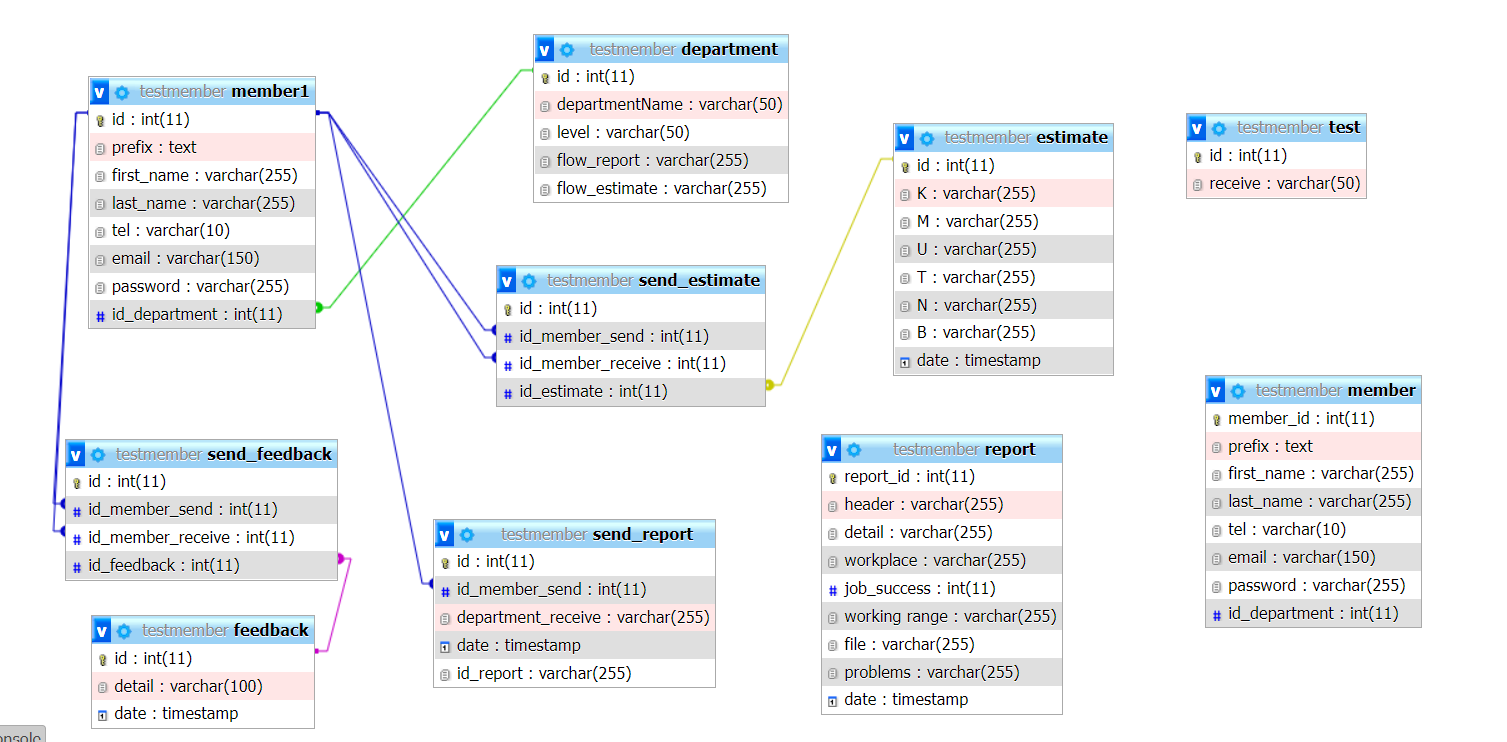 testmember department
id : int(11)
departmentName : varchar(50)
level : varchar(50)
flow_report : varchar(255)
flow_estimate : varchar(255)
testmember member1
id : int(11)
prefix : text
first_name : varchar(255)
last_name : varchar(255)
tel : varchar(10)
email : varchar(150)
password : varchar(255)
id_department : int(11)
testmember estimate
id : int(11)
K : varchar(255)
M : varchar(255)
U : varchar(255)
T : varchar(255)
N : varchar(255)
B : varchar(255)
date : timestamp
testmember test
id : int(11)
receive : varchar(50)
testmember send_estimate
id : int(11)
id_member_send : int(11)
id_member_receive : int(11)
id_estimate : int(11)
testmember member
member_id : int(11)
prefix : text
first_name : varchar(255)
last_name : varchar(255)
tel : varchar(10)
email : varchar(150)
password : varchar(255)
id_department : int(11)
testmember send_feedback
id : int(11)
id_member_send : int(11)
id_member_receive : int(11)
id_feedback : int(11)
testmember report
report_id : int(11)
header : varchar(255)
detail : varchar(255)
workplace : varchar(255)
job_success : int(11)
working range : varchar(255)
file : varchar(255)
problems : varchar(255)
date : timestamp
testmember send_report
id : int(11)
id_member_send : int(11)
department_receive : varchar(255)
date : timestamp
id_report : varchar(255)
testmember feedback
id : int(11)
detail : varchar(100)
date : timestamp